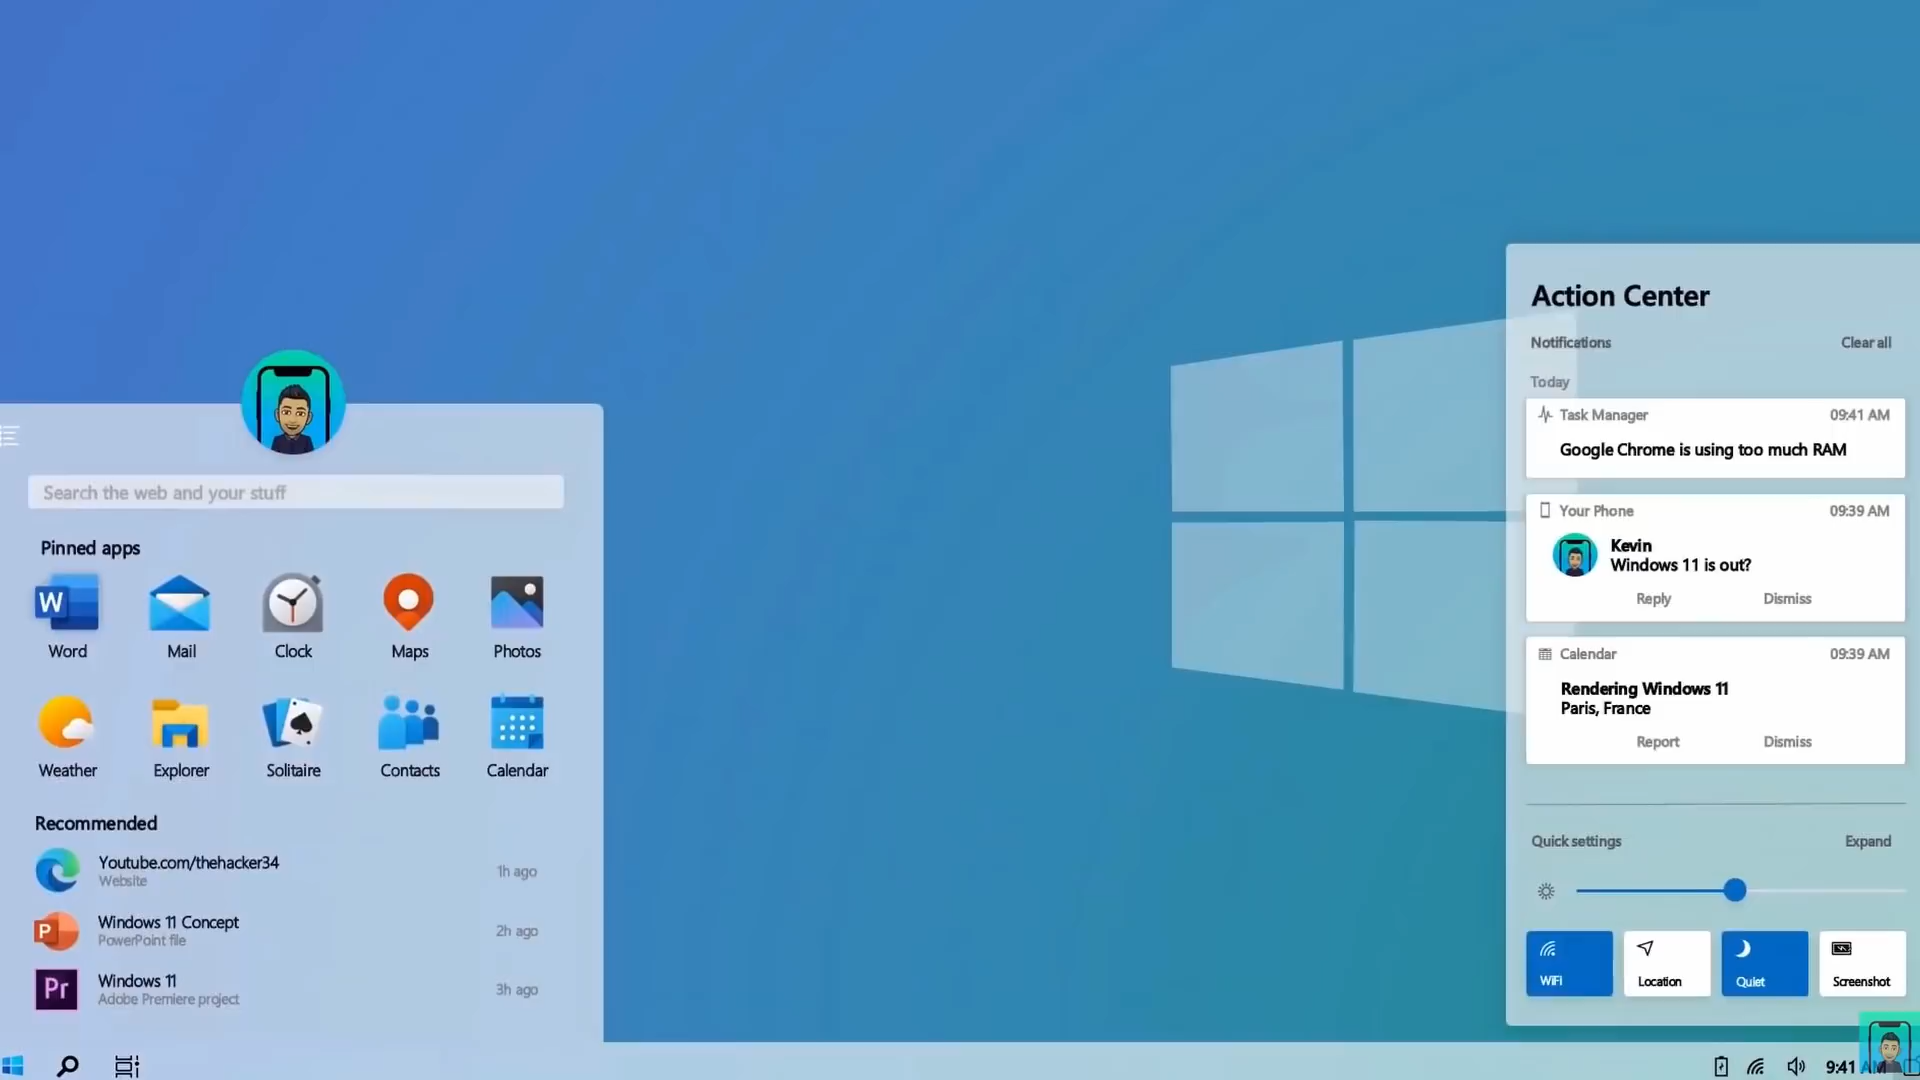 Search the web and your stuff
Pinned apps
W
Word
Mail
Clock
Maps
Photos
Weather
Explorer
Solitaire
Contacts
Calendar
Recommended
Youtube.com/thehacker34
Website
1h ago
P
Windows 11 Concept
PowerPoint file
2h ago
Pr
Windows 11
Adobe Premiere project
3h ago
Action Center
Notifications
Clear all
Today
Task Manager
09:41 AM
Google Chrome is using too much RAM
Your Phone
09:39 AM
Kevin
Windows 11 is out?
Reply
Dismiss
Calendar
09:39 AM
Rendering Windows 11
Paris, France
Report
Dismiss
Quick settings
Expand
WiFi
Location
Quiet
Screenshot
9:41